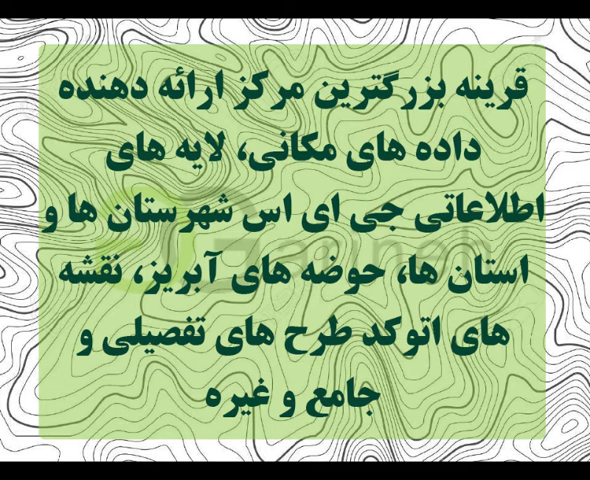 قرینه بزرگترین مرکز ارائه دهنده
داده های مکانی، لایه های
اطلاعاتی جی ای اس شهرستان ها و
استان ها، حوضه های آبریز، نقشه
های اتوکد طرح های تفصیلی و
جامع و غیره